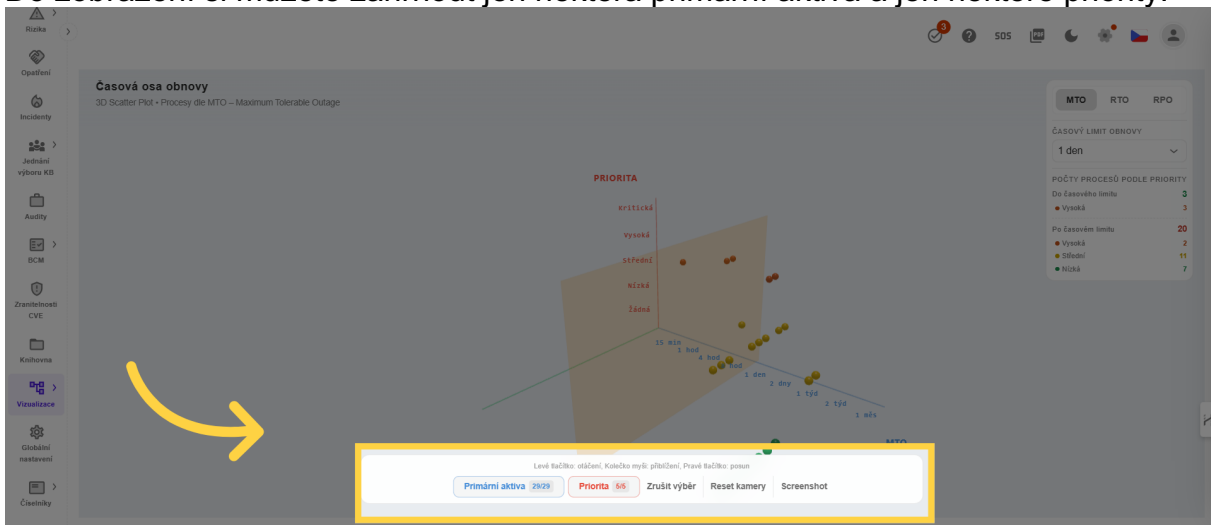 Do zobrazení si můžete zahrnout jen některá primární aktiva a jen některé priority.
Rizika
Opatření
Incidenty
Jednání
výboru KB
Audity
BCM
Zranitelnosti
CVE
Knihovna
Vizualizace
Globální
nastavení
Číselníky
3
SOS
PDF
Časová osa obnovy
3D Scatter Plot • Procesy dle MTO – Maximum Tolerable Outage
MTO RTO RPO
ČASOVÝ LIMIT OBNOVY
1 den
POČTY PROCESŮ PODLE PRIORITY
Do časového limitu 3
Vysoká 3
Po časovém limitu 20
Vysoká 2
Střední 11
Nízká 7
PRIORITA
Kritická
Vysoká
Střední
Nízká
Žádná
15 min
1 hod
4 hod
hod
1 den
2 dny
1 týd
2 týd
1 měs
MTO
Levé tlačítko: otáčení, Kolečko myši: přiblížení, Pravé tlačítko: posun
Primární aktiva 29/29 Priorita 5/5 Zrušit výběr Reset kamery Screenshot